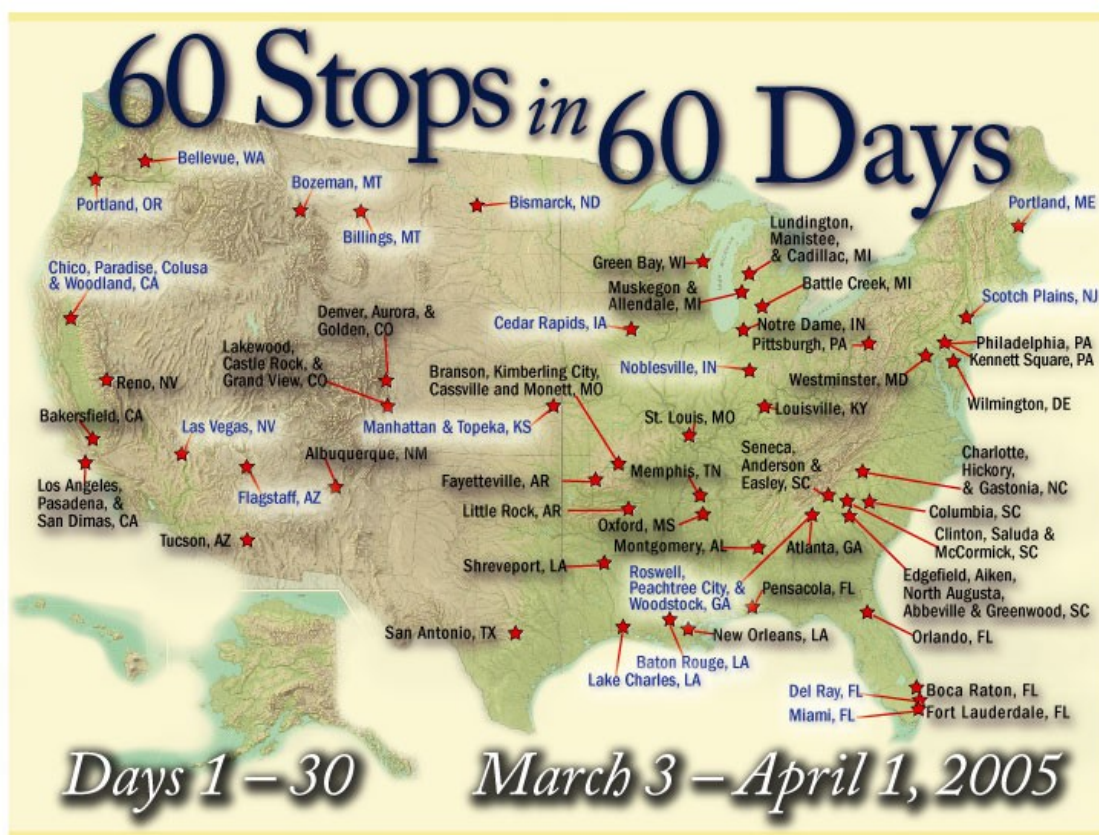 60 Stops in 60 Days
Bellevue, WA
Portland, OR
Bozeman, MT
Billings, MT
Bismarck, ND
Portland, ME
Lundington,
Manistee,
& Cadillac, MI
Green Bay, WI
Muskegon &
Allendale, MI
Battle Creek, MI
Chico, Paradise, Colusa
& Woodland, CA
Denver, Aurora, &
Golden, CO
Cedar Rapids, IA
Notre Dame, IN
Pittsburgh, PA
Scotch Plains, NJ
Philadelphia, PA
Kennett Square, PA
Lakewood,
Castle Rock, &
Grand View, CO
Branson, Kimberling City,
Cassville and Monett, MO
Noblesville, IN
Westminster, MD
Wilmington, DE
Reno, NV
Bakersfield, CA
Las Vegas, NV
Manhattan & Topeka, KS
St. Louis, MO
Louisville, KY
Albuquerque, NM
Flagstaff, AZ
Los Angeles,
Pasadena, &
San Dimas, CA
Fayetteville, AR
Memphis, TN
Seneca,
Anderson &
Easley, SC
Charlotte,
Hickory,
& Gastonia, NC
Little Rock, AR
Oxford, MS
Columbia, SC
Tucson, AZ
Montgomery, AL
Atlanta, GA
Clinton, Saluda &
McCormick, SC
Shreveport, LA
Roswell,
Peachtree City, &
Woodstock, GA
Pensacola, FL
Edgefield, Aiken,
North Augusta,
Abbeville & Greenwood, SC
San Antonio, TX
New Orleans, LA
Orlando, FL
Baton Rouge, LA
Lake Charles, LA
Del Ray, FL
Boca Raton, FL
Miami, FL
Fort Lauderdale, FL
Days 1 – 30
March 3 – April 1, 2005